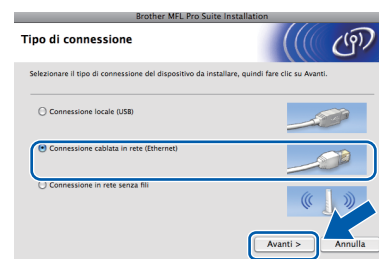 Brother MFL Pro Suite Installation
Tipo di connessione
Selezionare il tipo di connessione del dispositivo da installare, quindi fare clic su Avanti.
Connessione locale (USB)
Connessione cablata in rete (Ethernet)
Connessione in rete senza fili
Avanti >
Annulla